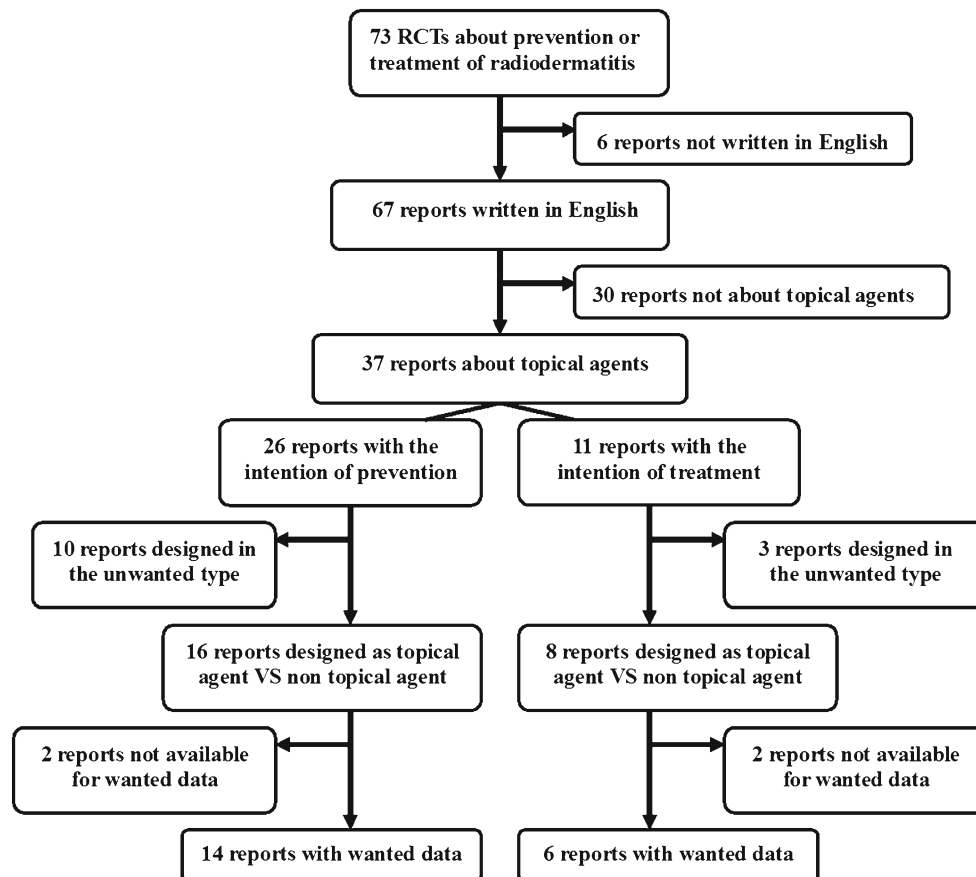 73 RCTs about prevention or
treatment of radiodermatitis
6 reports not written in English
67 reports written in English
30 reports not about topical agents
37 reports about topical agents
26 reports with the
intention of prevention
11 reports with the
intention of treatment
10 reports designed in
the unwanted type
3 reports designed in
the unwanted type
16 reports designed as topical
agent VS non topical agent
8 reports designed as topical
agent VS non topical agent
2 reports not available
for wanted data
2 reports not available
for wanted data
14 reports with wanted data
6 reports with wanted data